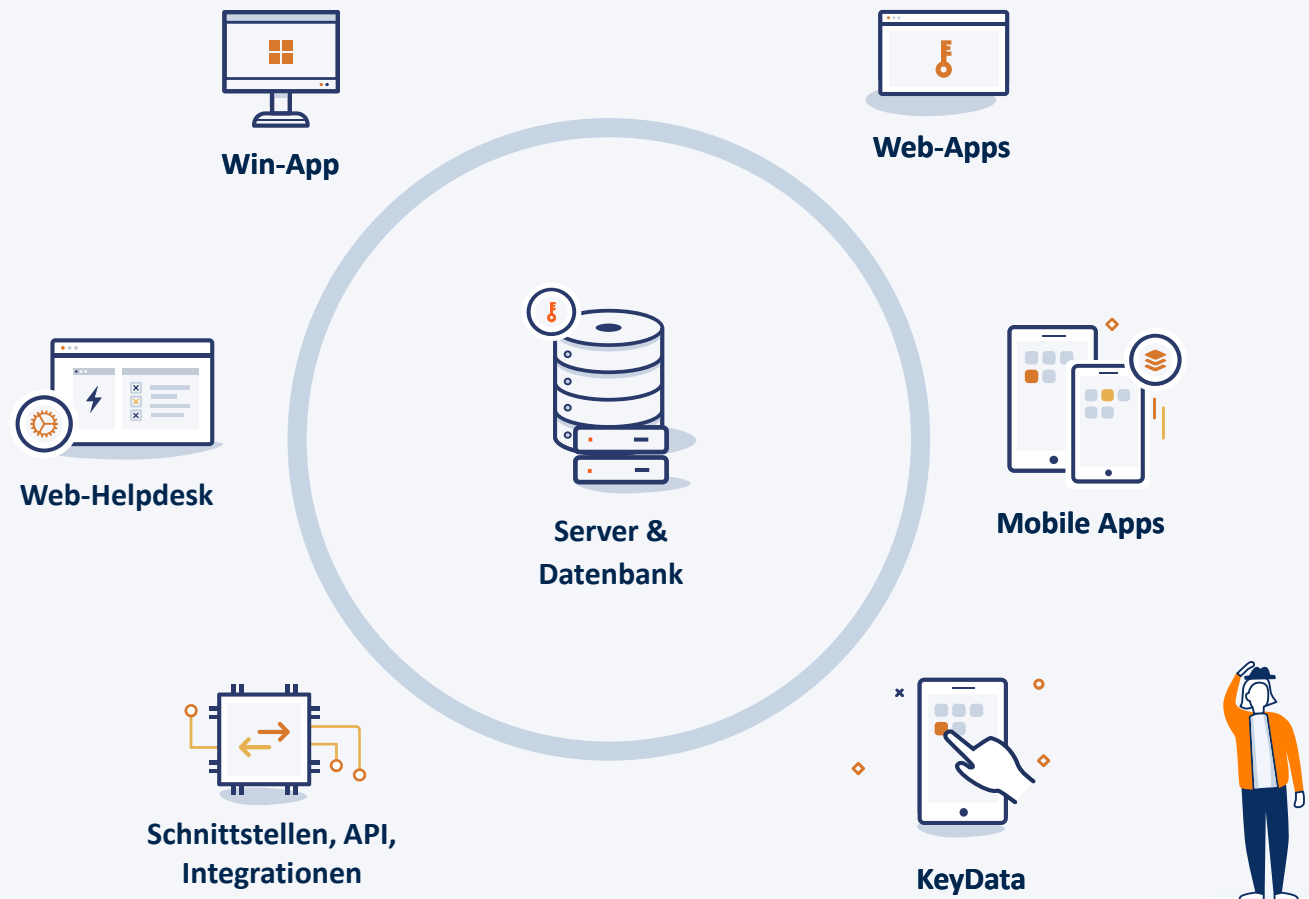 Win-App
Web-Apps
Web-Helpdesk
Server &
Datenbank
Mobile Apps
Schnittstellen, API,
Integrationen
KeyData